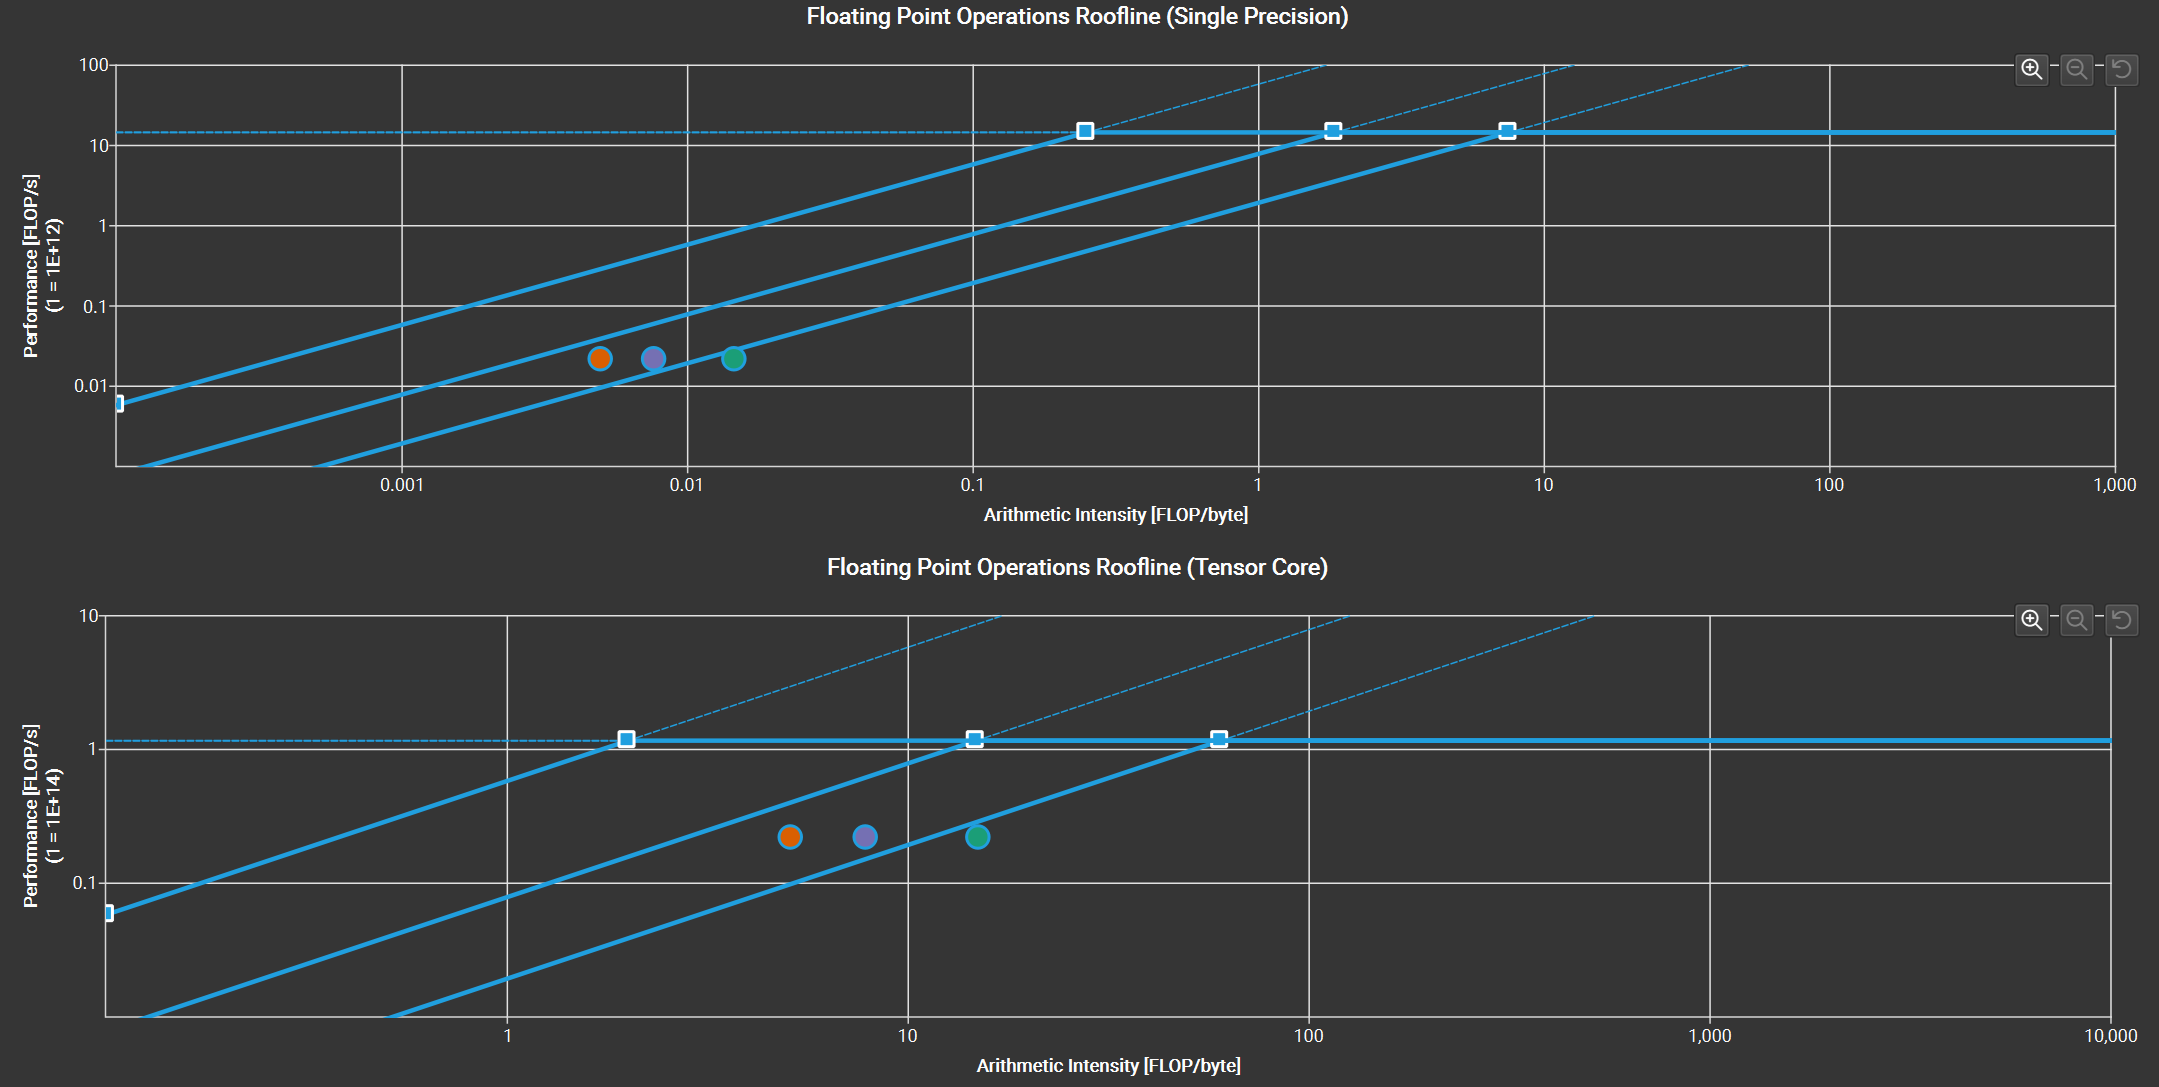 Floating Point Operations Roofline (Single Precision)
100
10
1
0.1
0.01
Performance [FLOP/s]
(1 = 1E+12)
0.001
0.01
0.1
1
10
100
1,000
Arithmetic Intensity [FLOP/byte]
Floating Point Operations Roofline (Tensor Core)
10
1
0.1
Performance [FLOP/s]
(1 = 1E+14)
1
10
100
1,000
10,000
Arithmetic Intensity [FLOP/byte]